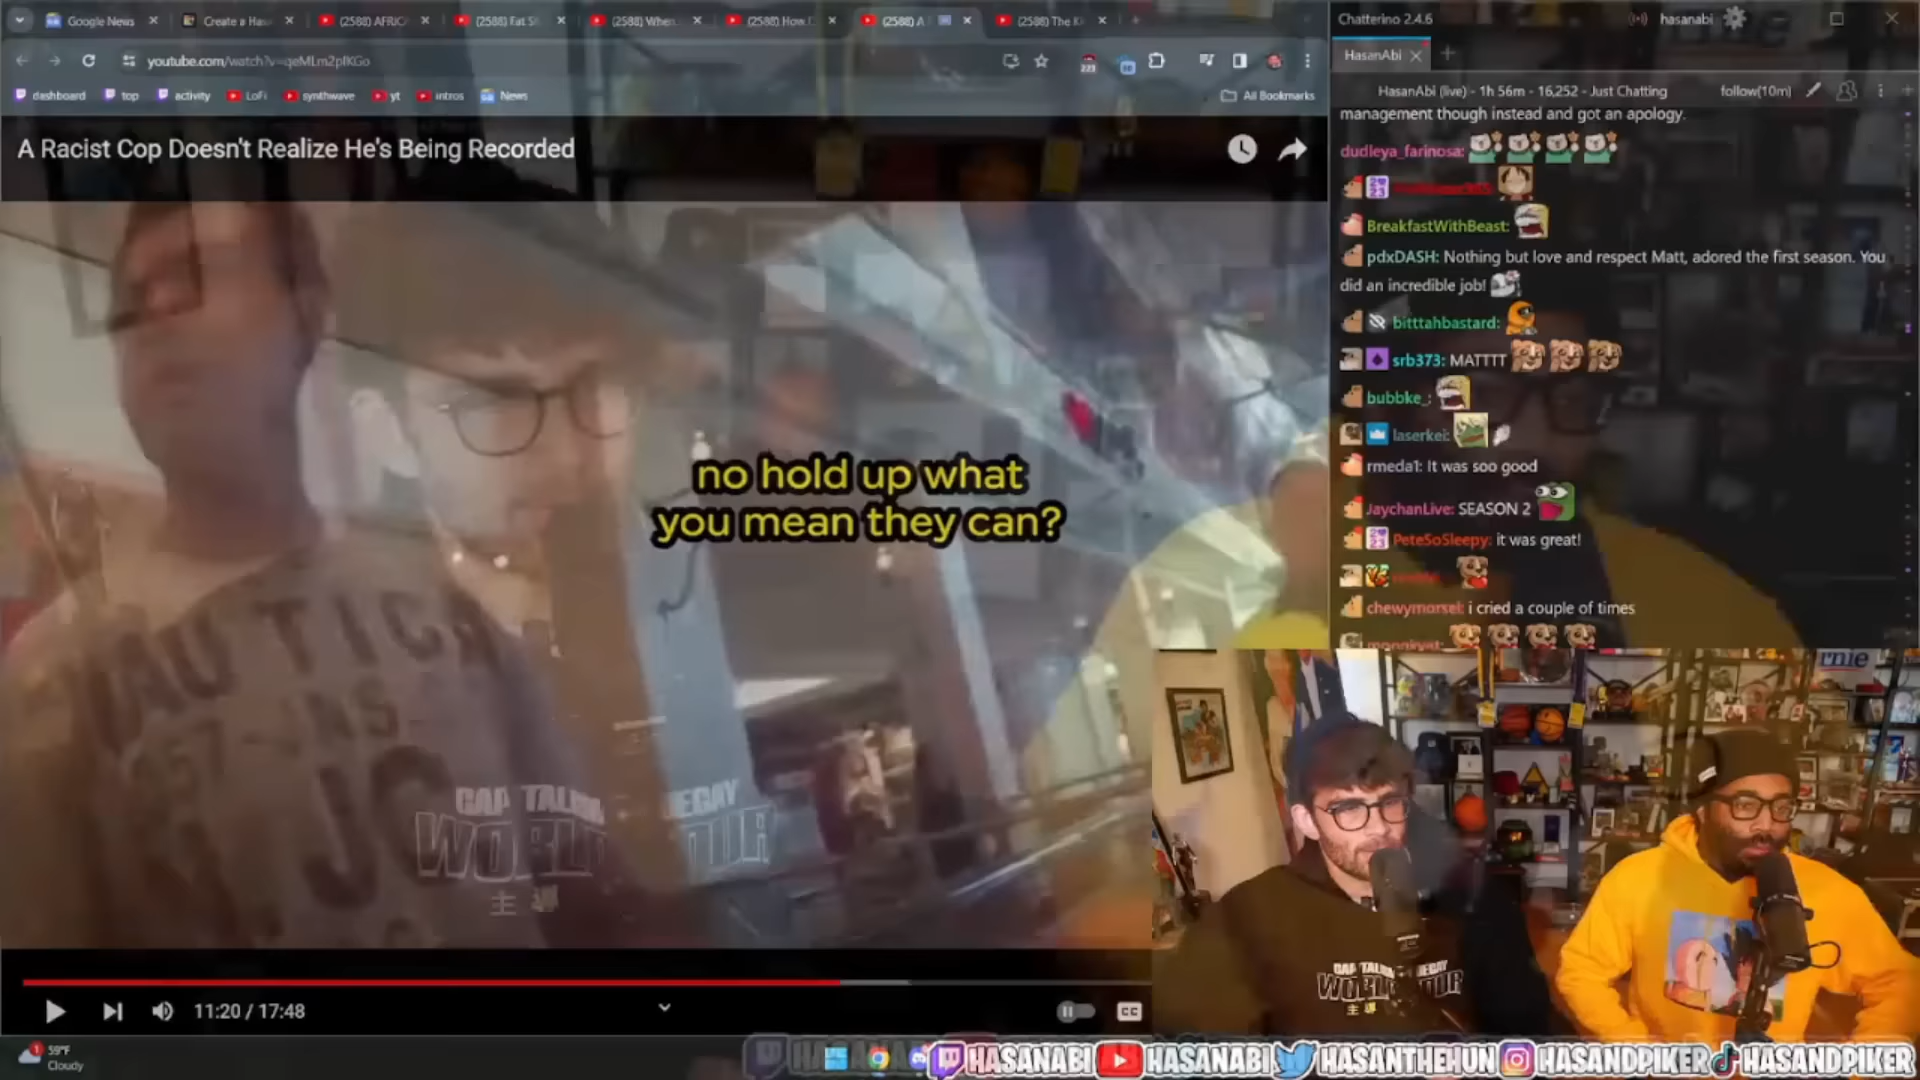 Google News
Create a Has
(2588) AFRIC
(2588) Fat S
(2588) When
(2588) How
(2588) A
(2588) The K
youtube.com/watch?v=qeMLm2plKGo
dashboard
top
activity
LoFi
synthwave
yt
intros
News
All Bookmarks
A Racist Cop Doesn't Realize He's Being Recorded
no hold up what
you mean they can?
11:20 / 17:48
59°F
Cloudy
Chatterino 2.4.6
hasanabi
HasanAbi
HasanAbi (live) - 1h 56m - 16,252 - Just Chatting
follow(10m)
management though instead and got an apology.
dudleya_farinosa:
BreakfastWithBeast:
pdxDASH: Nothing but love and respect Matt, adored the first season. You
did an incredible job!
bitttahbastard:
srb373: MATTTT
bubbke_:
laserkei:
rmeda1: It was soo good
JaychanLive: SEASON 2
PeteSoSleepy: it was great!
chewymorsel: i cried a couple of times
HASANABI
HASANABI
HASANTHEHUN
HASANDPIKER
HASANDPIKER